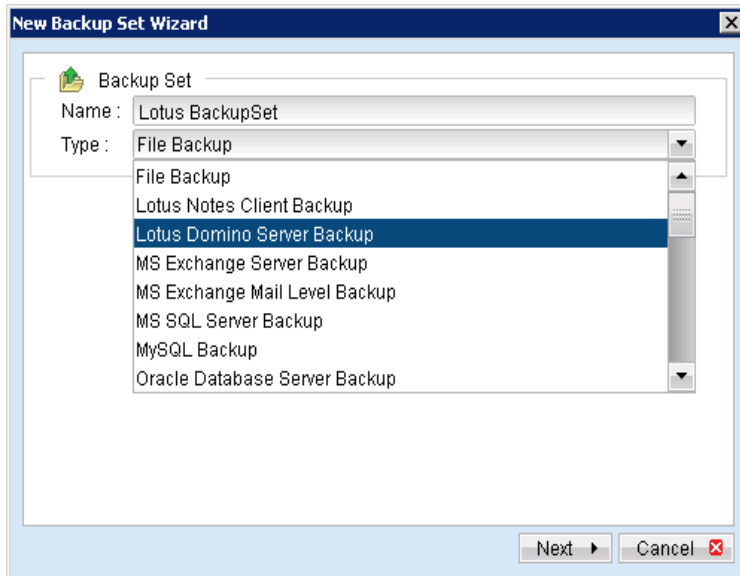 New Backup Set Wizard
Backup Set
Name : Lotus BackupSet
Type : File Backup
File Backup
Lotus Notes Client Backup
Lotus Domino Server Backup
MS Exchange Server Backup
MS Exchange Mail Level Backup
MS SQL Server Backup
MySQL Backup
Oracle Database Server Backup
Next Cancel